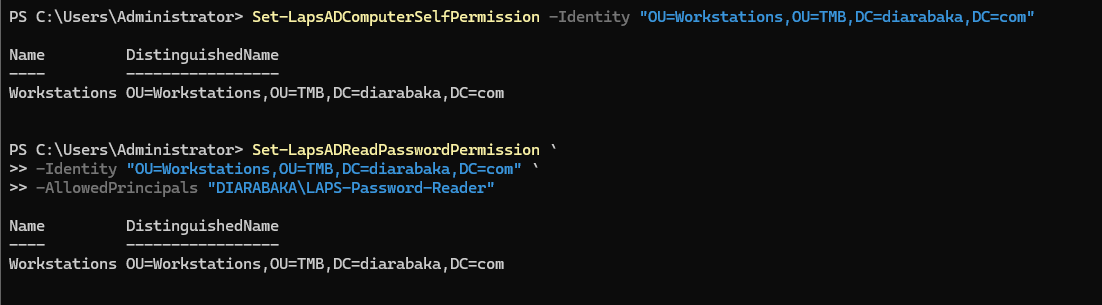 PS C:\Users\Administrator> Set-LapsADComputerSelfPermission -Identity "OU=Workstations,OU=TMB,DC=diarabaka,DC=com"
Name         DistinguishedName
----         -----------------
Workstations OU=Workstations,OU=TMB,DC=diarabaka,DC=com
PS C:\Users\Administrator> Set-LapsADReadPasswordPermission `
>> -Identity "OU=Workstations,OU=TMB,DC=diarabaka,DC=com" `
>> -AllowedPrincipals "DIARABAKA\LAPS-Password-Reader"
Name         DistinguishedName
----         -----------------
Workstations OU=Workstations,OU=TMB,DC=diarabaka,DC=com